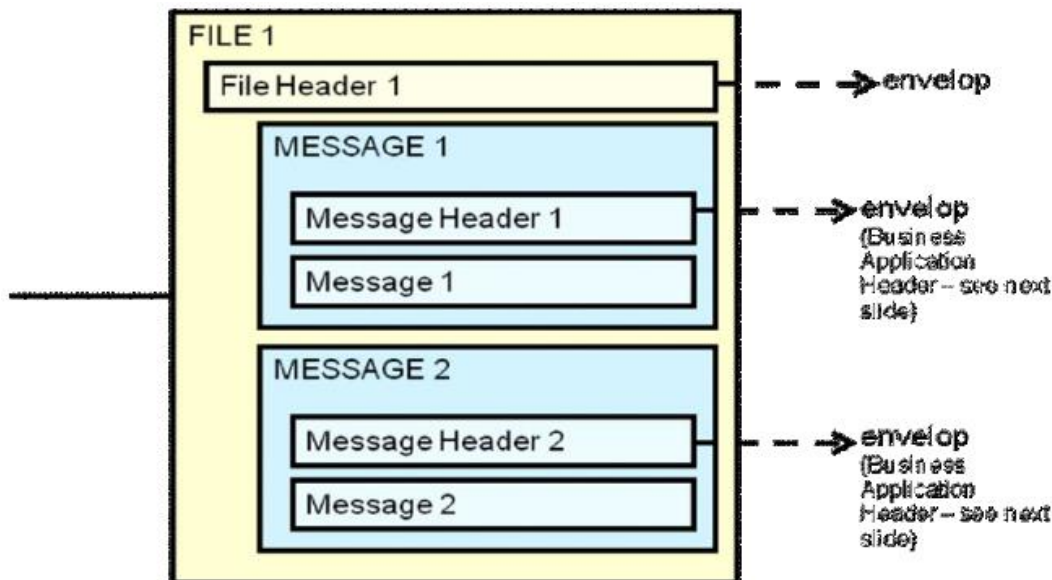 FILE 1
File Header 1
envelop
MESSAGE 1
Message Header 1
envelop
(Business
Application
Header – see next
slide)
Message 1
MESSAGE 2
Message Header 2
envelop
(Business
Application
Header – see next
slide)
Message 2